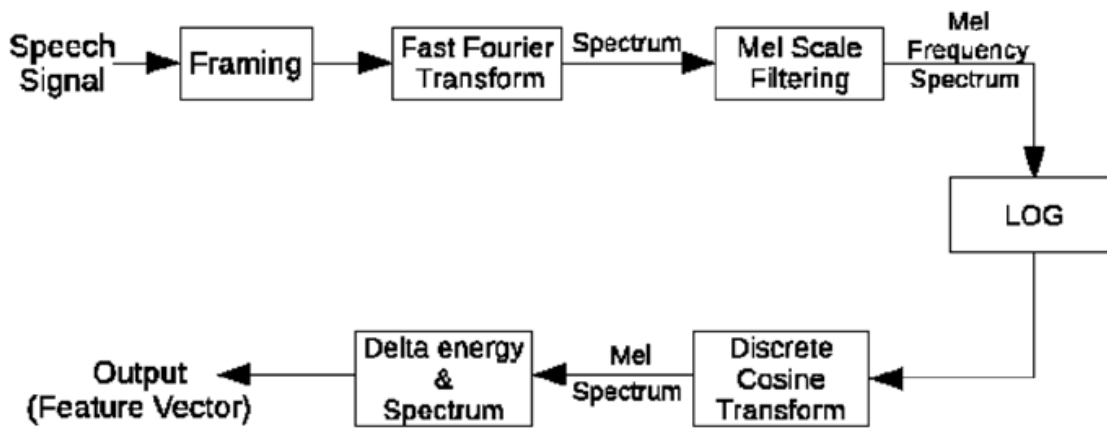 Speech
Signal
Framing
Fast Fourier
Transform
Spectrum
Mel Scale
Filtering
Mel
Frequency
Spectrum
LOG
Discrete
Cosine
Transform
Mel
Spectrum
Delta energy
&
Spectrum
Output
(Feature Vector)